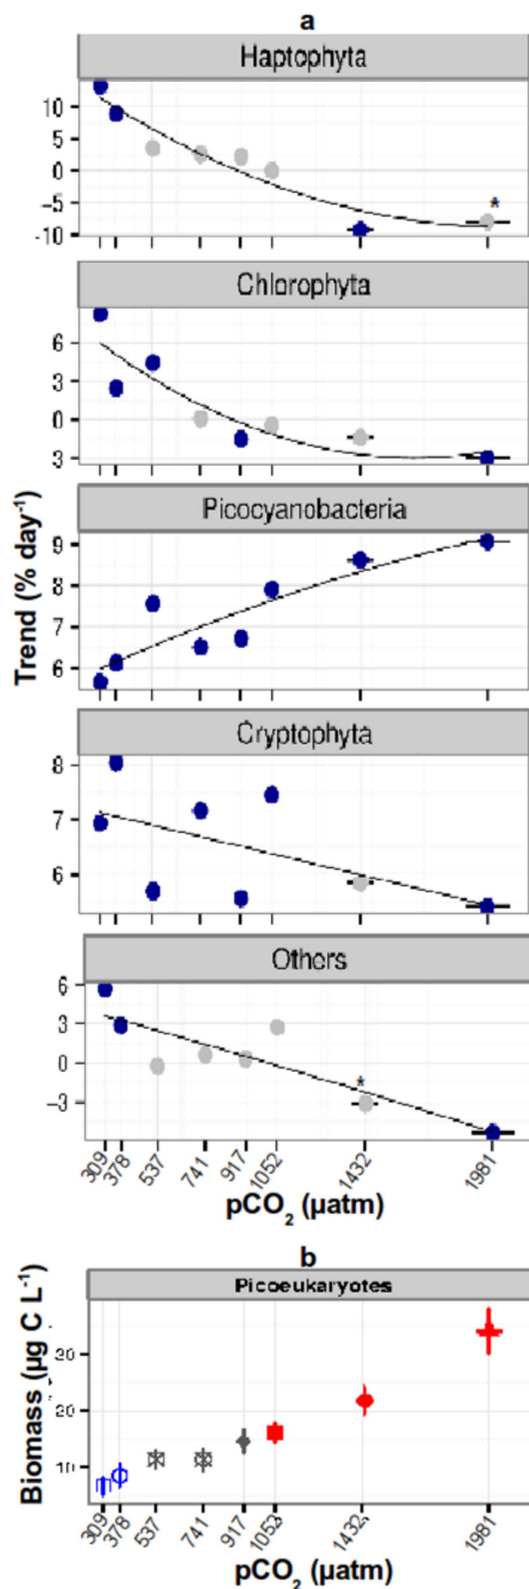 a
Haptophyta
10
5
0
-5
-10
*
Chlorophyta
6
3
0
3
Picocyanobacteria
9
8
7
6
Cryptophyta
8
7
6
Others
6
3
0
-3
*
Trend (% day⁻¹)
309 378 537 741 917 1052 1432 1981
pCO₂ (µatm)
b
Picoeukaryotes
30
20
10
Biomass (µg C L⁻¹)
309 378 537 741 917 1052 1432 1981
pCO₂ (µatm)